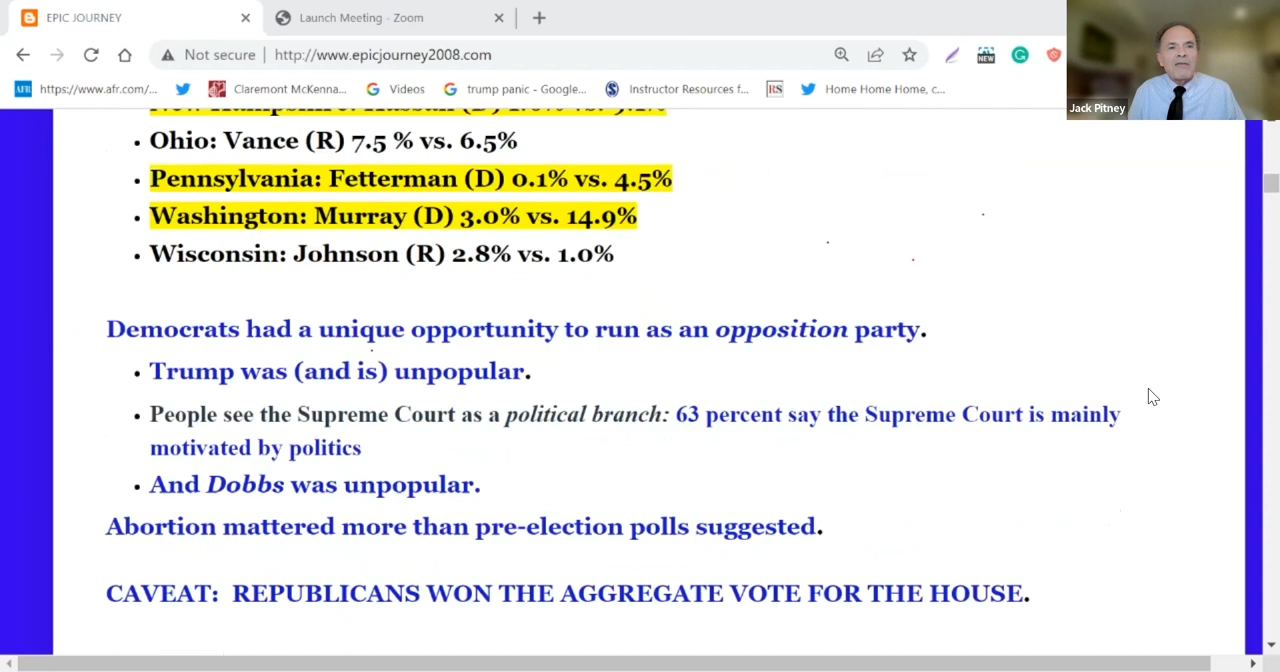 EPIC JOURNEY
Launch Meeting - Zoom
Not secure
http://www.epicjourney2008.com
NEW
AFR
https://www.afr.com/...
Claremont McKenna...
Videos
trump panic - Google...
Instructor Resources f...
RS
Home Home Home, c...
Jack Pitney
Ohio: Vance (R) 7.5 % vs. 6.5%
Pennsylvania: Fetterman (D) 0.1% vs. 4.5%
Washington: Murray (D) 3.0% vs. 14.9%
Wisconsin: Johnson (R) 2.8% vs. 1.0%
Democrats had a unique opportunity to run as an opposition party.
Trump was (and is) unpopular.
People see the Supreme Court as a political branch: 63 percent say the Supreme Court is mainly
motivated by politics
And Dobbs was unpopular.
Abortion mattered more than pre-election polls suggested.
CAVEAT: REPUBLICANS WON THE AGGREGATE VOTE FOR THE HOUSE.